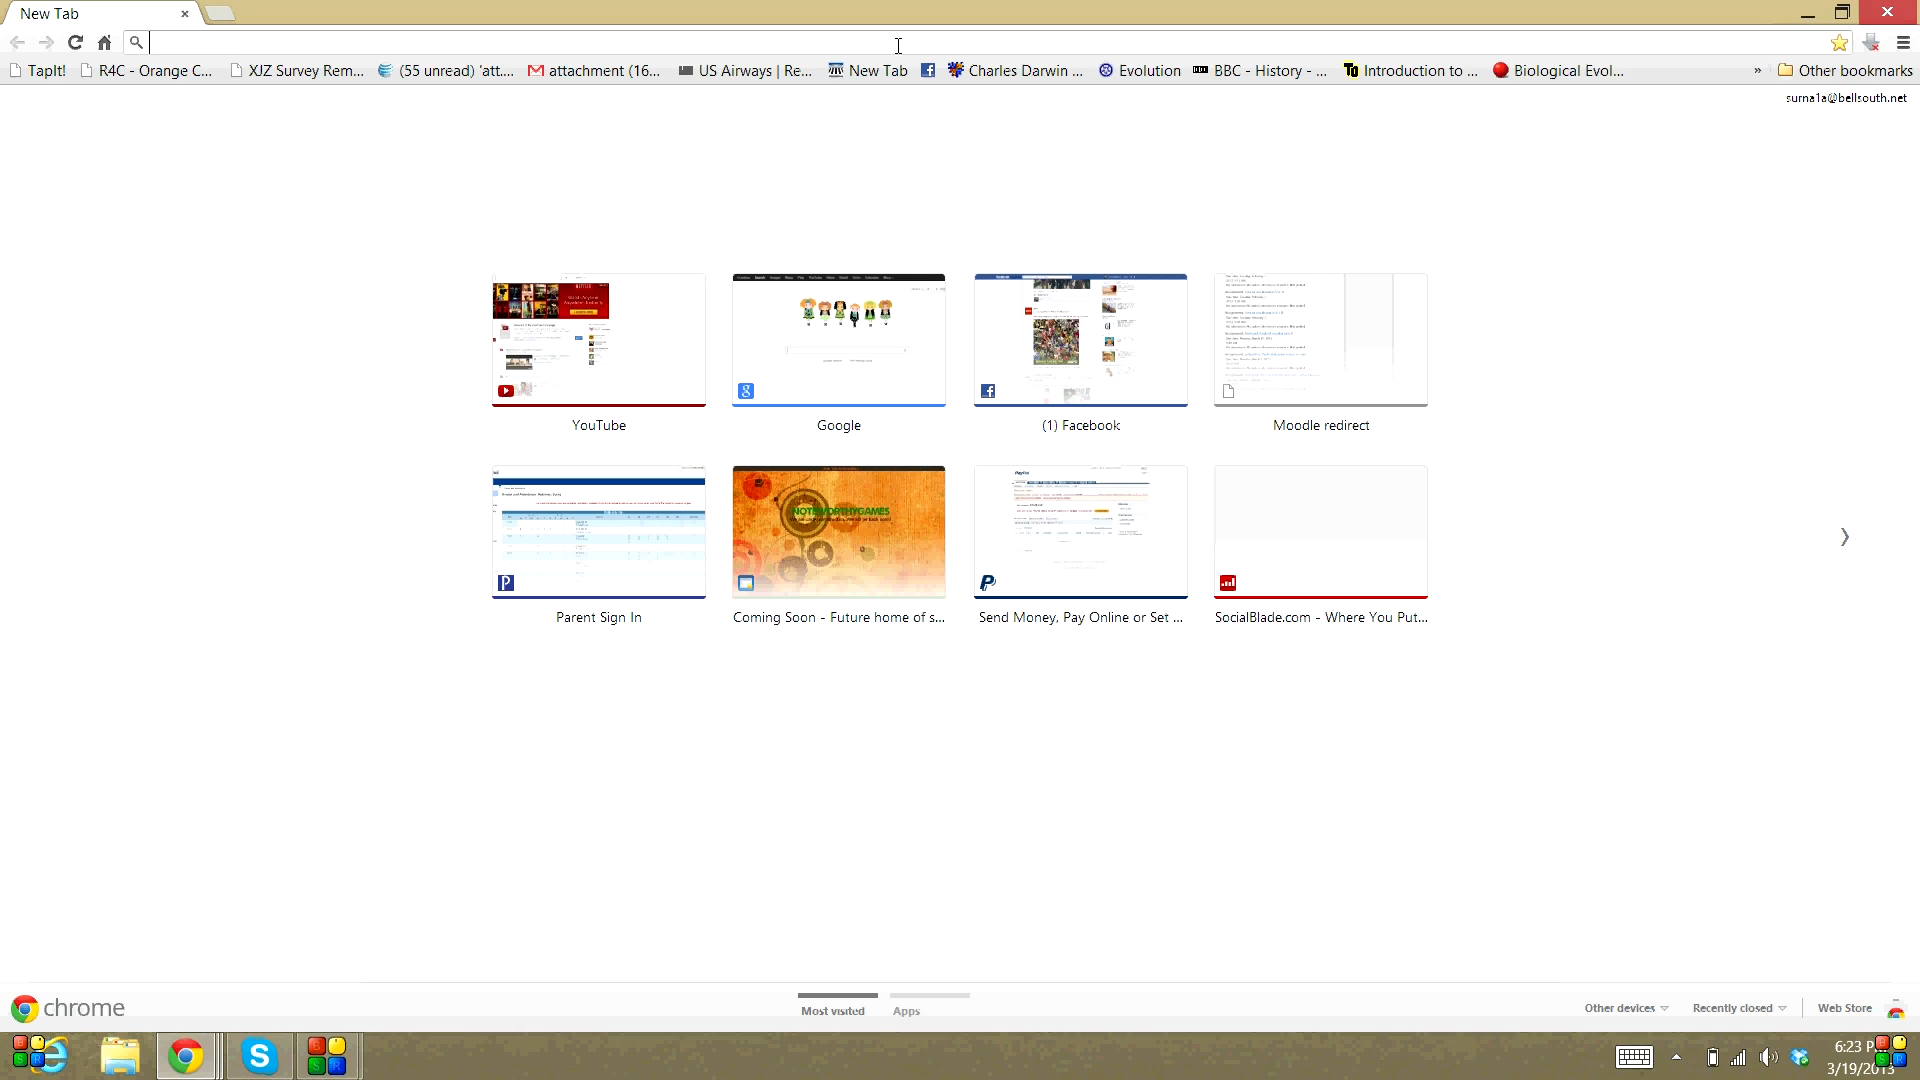 New Tab
TapIt!
R4C - Orange C...
XJZ Survey Rem...
(55 unread) 'att...
attachment (16...
US Airways | Re...
New Tab
Charles Darwin ...
Evolution
BBC - History - ...
Introduction to ...
Biological Evol...
»
Other bookmarks
surna1a@bellsouth.net
YouTube
Google
(1) Facebook
Moodle redirect
NOTEWORTHYGAMES
Parent Sign In
Coming Soon - Future home of s...
Send Money, Pay Online or Set ...
SocialBlade.com - Where You Put...
chrome
Most visited
Apps
Other devices
Recently closed
Web Store
6:23 P
3/19/2013